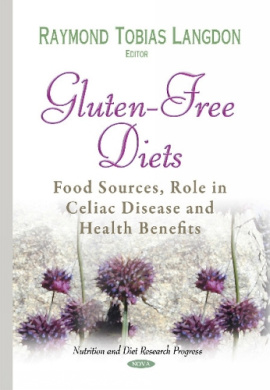 RAYMOND TOBIAS LANGDON
EDITOR
Gluten-Free
Diets
Food Sources, Role in
Celiac Disease and
Health Benefits
Nutrition and Diet Research Progress
NOVA